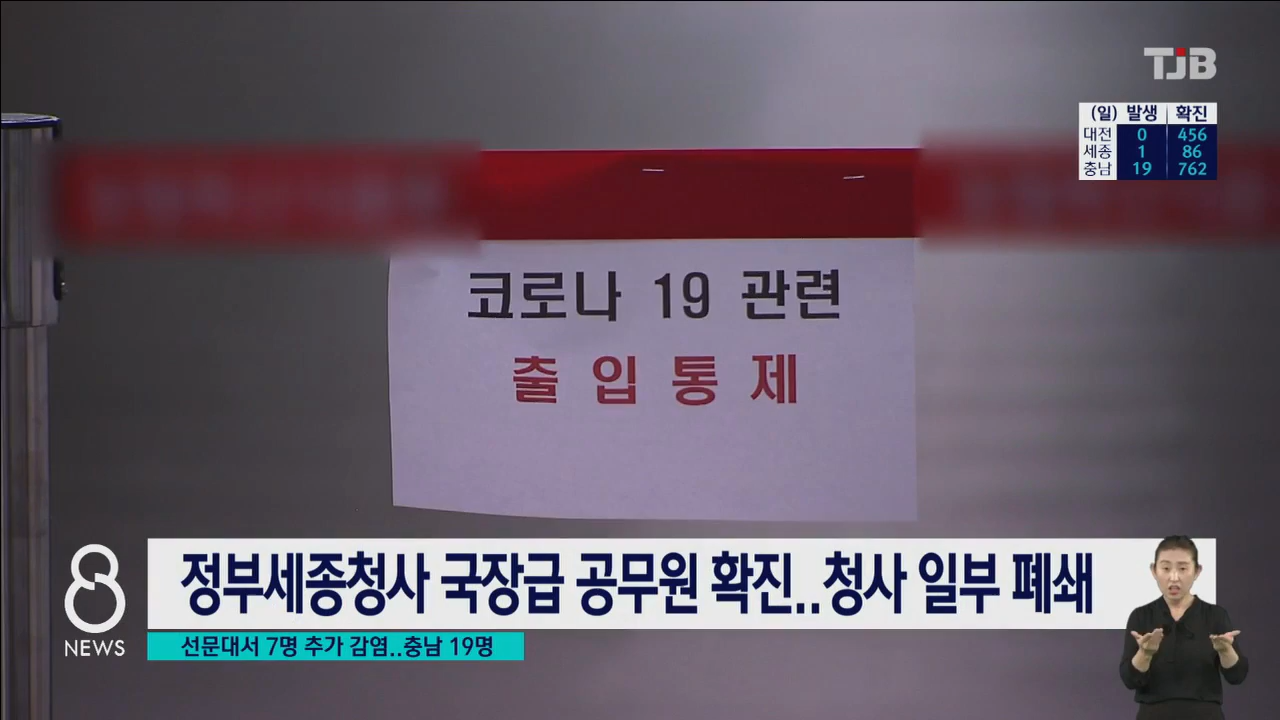 TJB
(일) 발생 확진
대전 0 456
세종 1 86
충남 19 762
코로나 19 관련
출입통제
8
NEWS
정부세종청사 국장급 공무원 확진..청사 일부 폐쇄
선문대서 7명 추가 감염..충남 19명